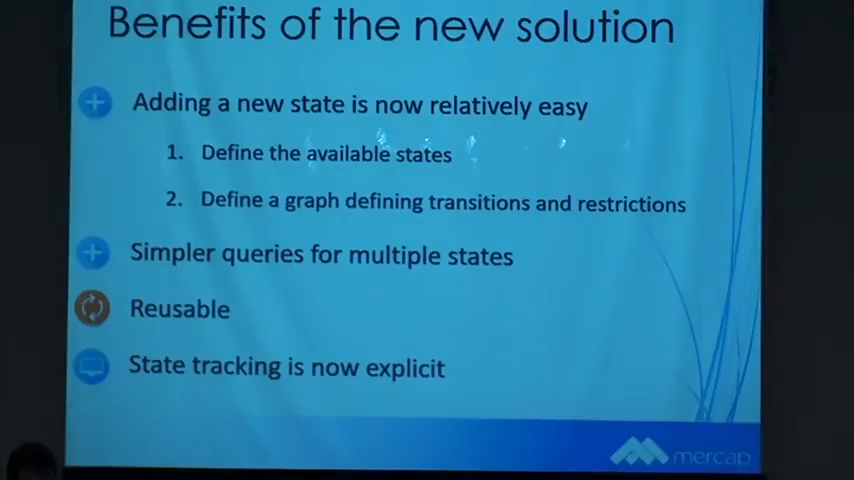 Benefits of the new solution
Adding a new state is now relatively easy
1. Define the available states
2. Define a graph defining transitions and restrictions
Simpler queries for multiple states
Reusable
State tracking is now explicit
mercap